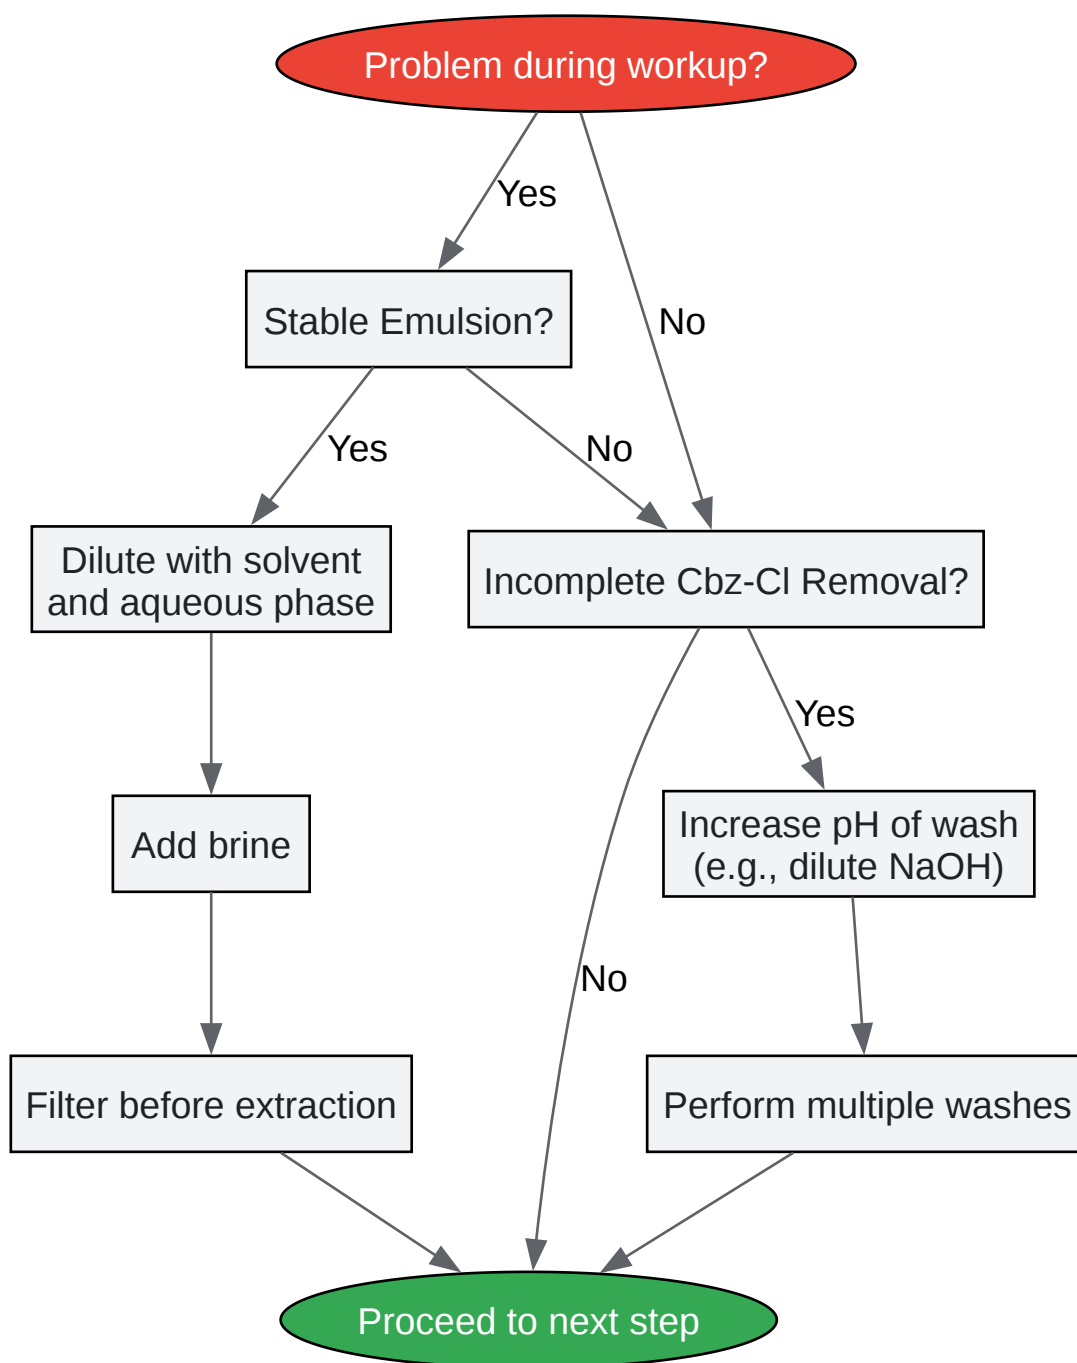 Problem during workup?
Yes
No
Stable Emulsion?
Yes
No
Dilute with solvent
and aqueous phase
Incomplete Cbz-Cl Removal?
Yes
No
Add brine
Increase pH of wash
(e.g., dilute NaOH)
Filter before extraction
Perform multiple washes
Proceed to next step